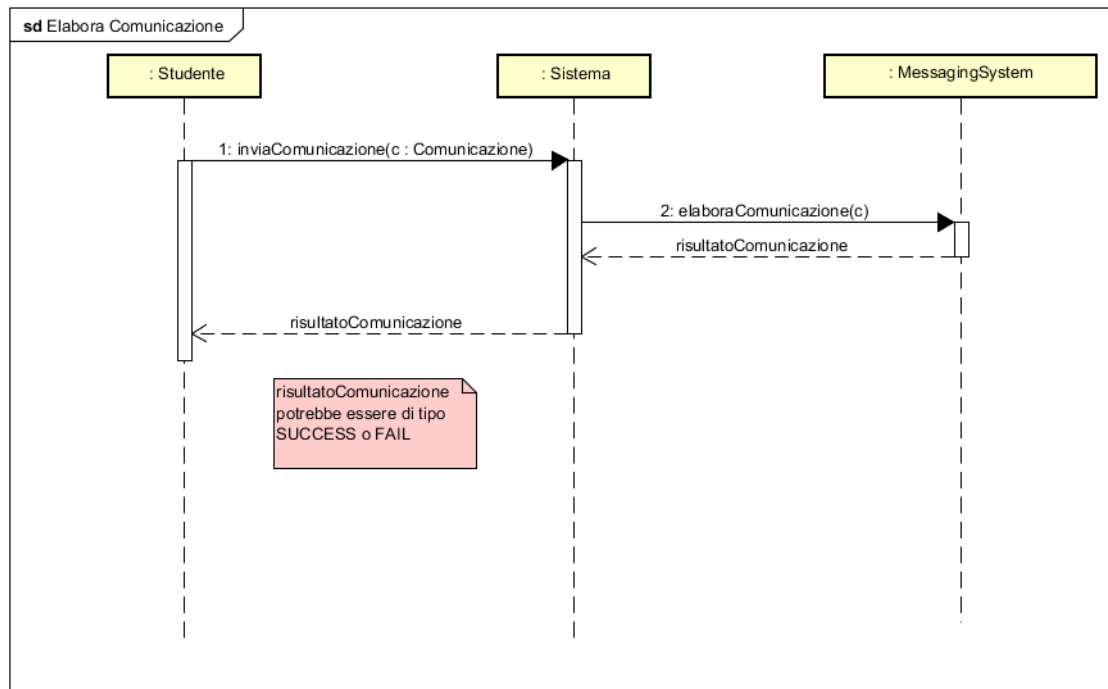 sd Elabora Comunicazione
: Studente
: Sistema
: MessagingSystem
1: inviaComunicazione(c : Comunicazione)
2: elaboraComunicazione(c)
risultatoComunicazione
risultatoComunicazione
risultatoComunicazione
potrebbe essere di tipo
SUCCESS o FAIL